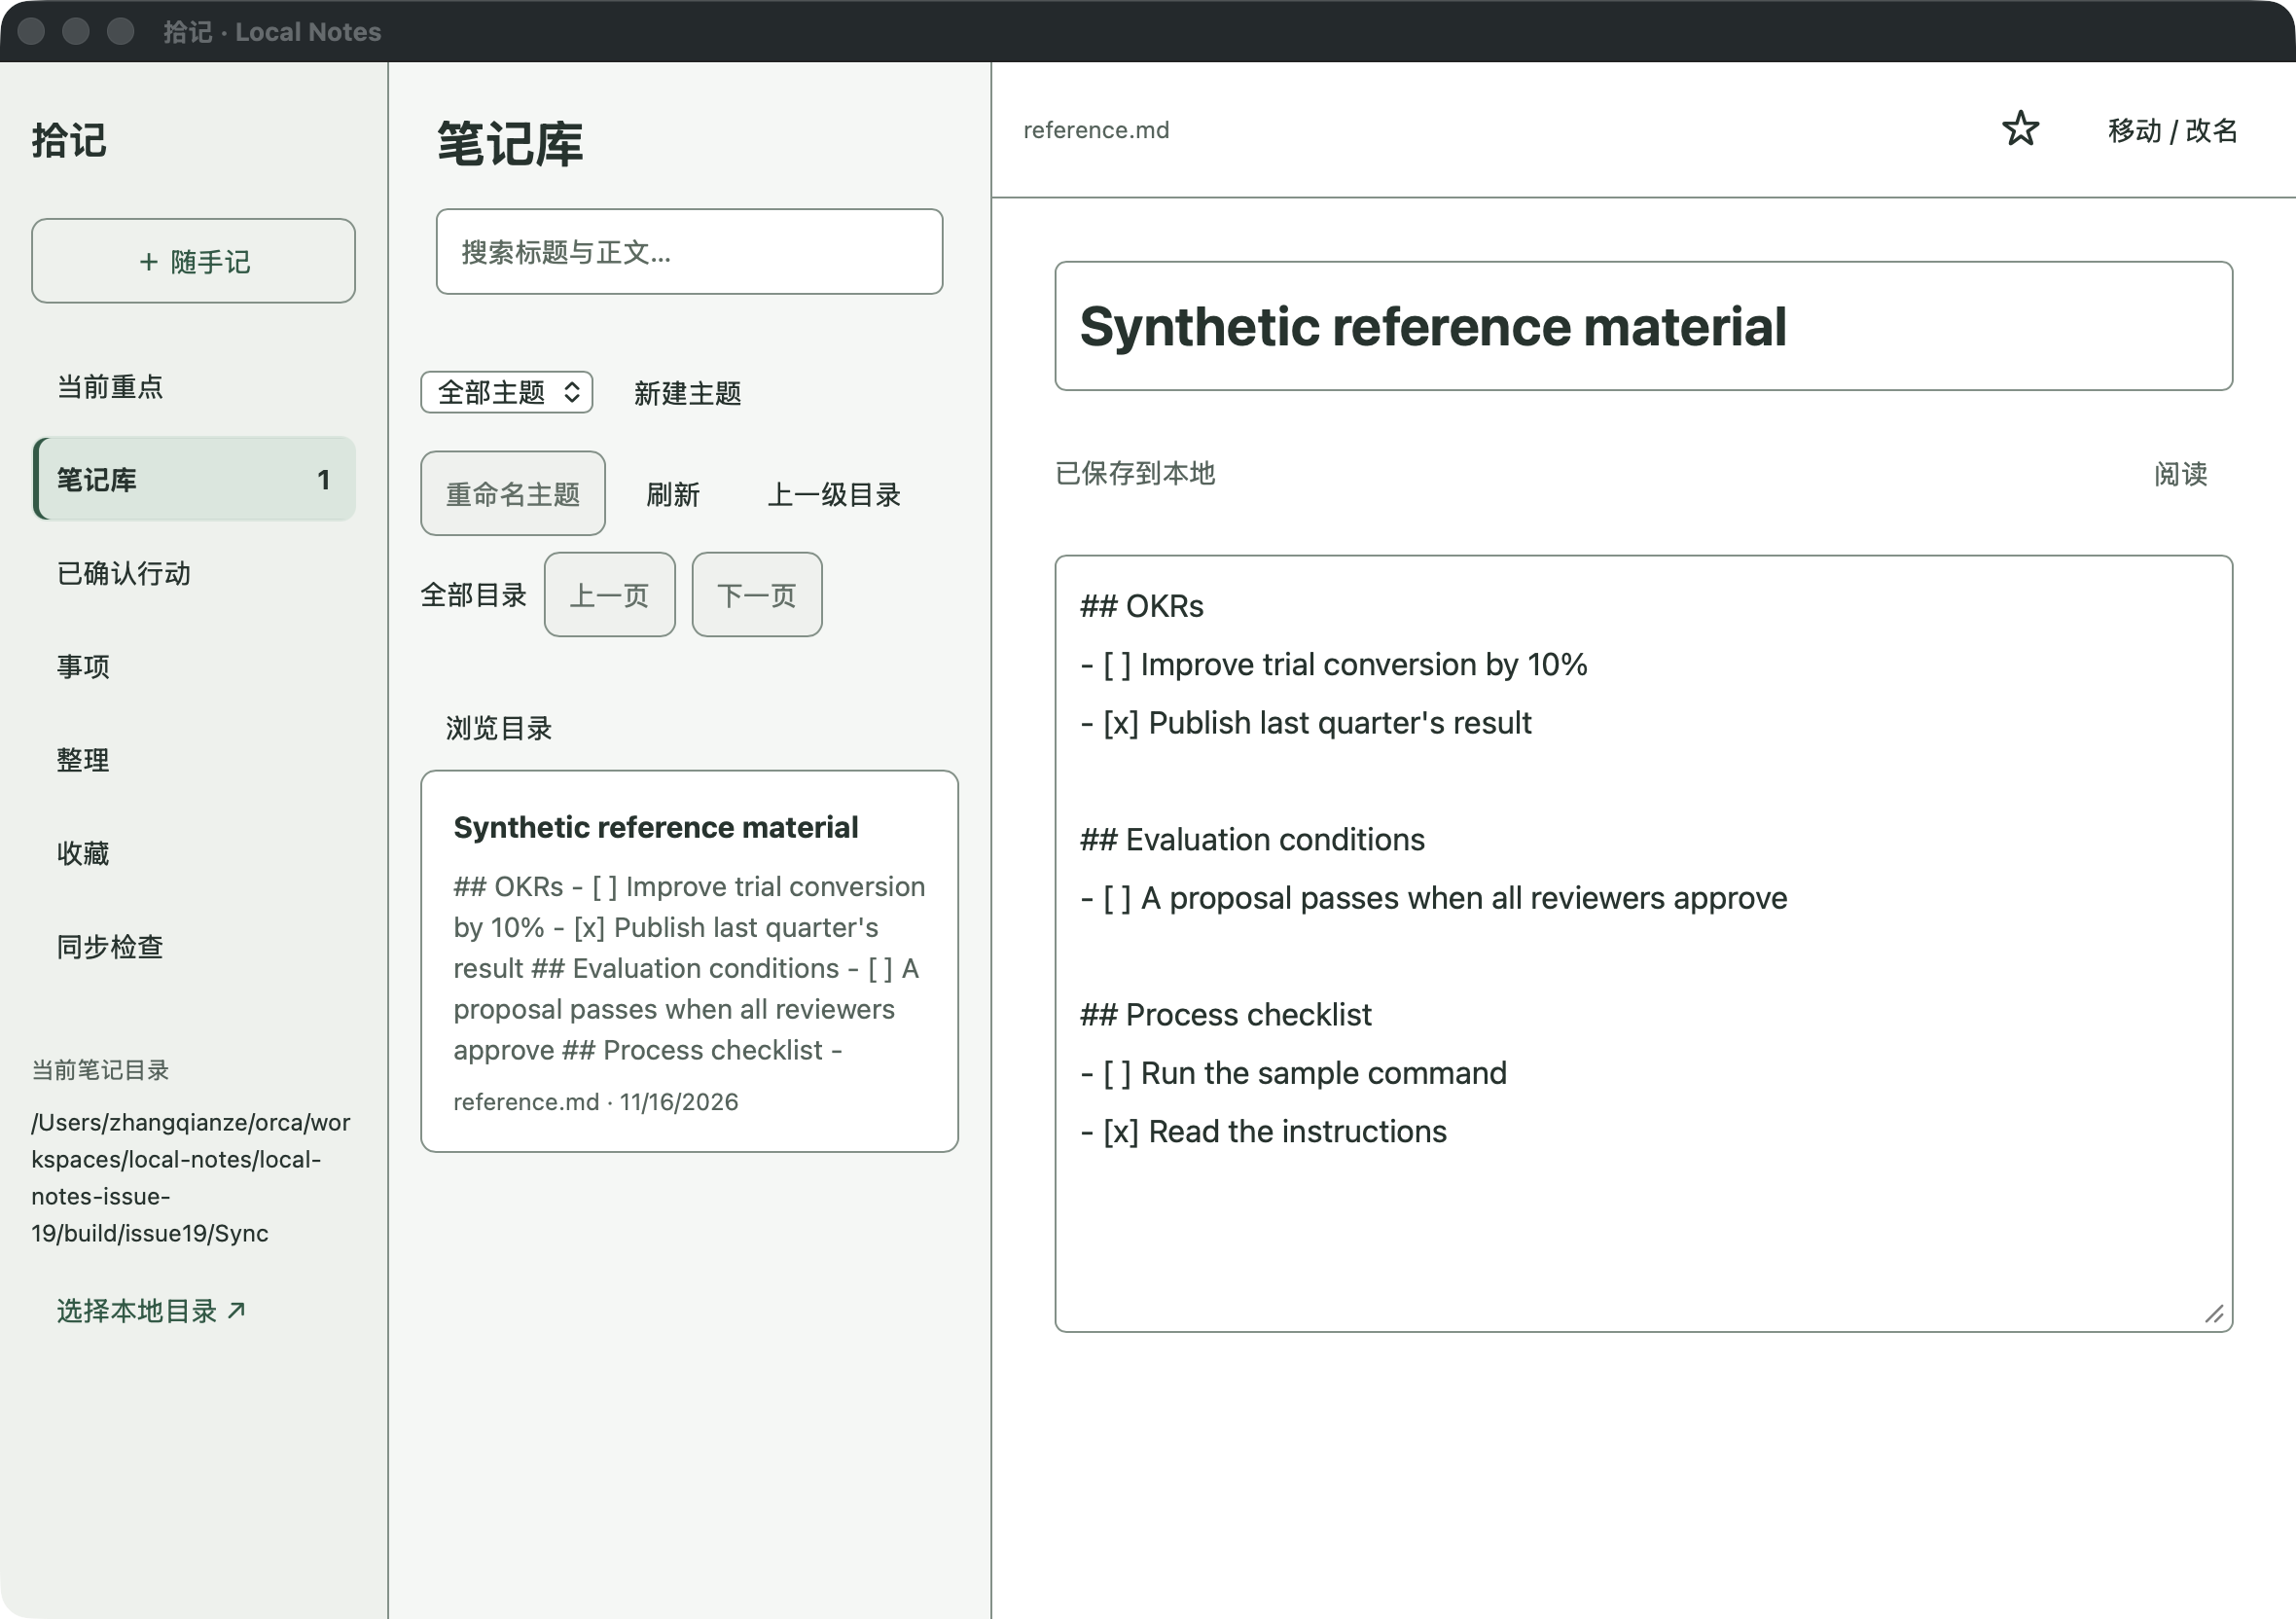 拾记 · Local Notes
拾记
+ 随手记
当前重点
笔记库 1
已确认行动
事项
整理
收藏
同步检查
当前笔记目录
/Users/zhangqianze/orca/wor
kspaces/local-notes/local-
notes-issue-
19/build/issue19/Sync
选择本地目录 ↗
笔记库
搜索标题与正文...
全部主题 新建主题
重命名主题 刷新 上一级目录
全部目录 上一页 下一页
浏览目录
Synthetic reference material
## OKRs - [ ] Improve trial conversion
by 10% - [x] Publish last quarter's
result ## Evaluation conditions - [ ] A
proposal passes when all reviewers
approve ## Process checklist -
reference.md · 11/16/2026
reference.md ☆ 移动 / 改名
Synthetic reference material
已保存到本地 阅读
## OKRs
- [ ] Improve trial conversion by 10%
- [x] Publish last quarter's result
## Evaluation conditions
- [ ] A proposal passes when all reviewers approve
## Process checklist
- [ ] Run the sample command
- [x] Read the instructions